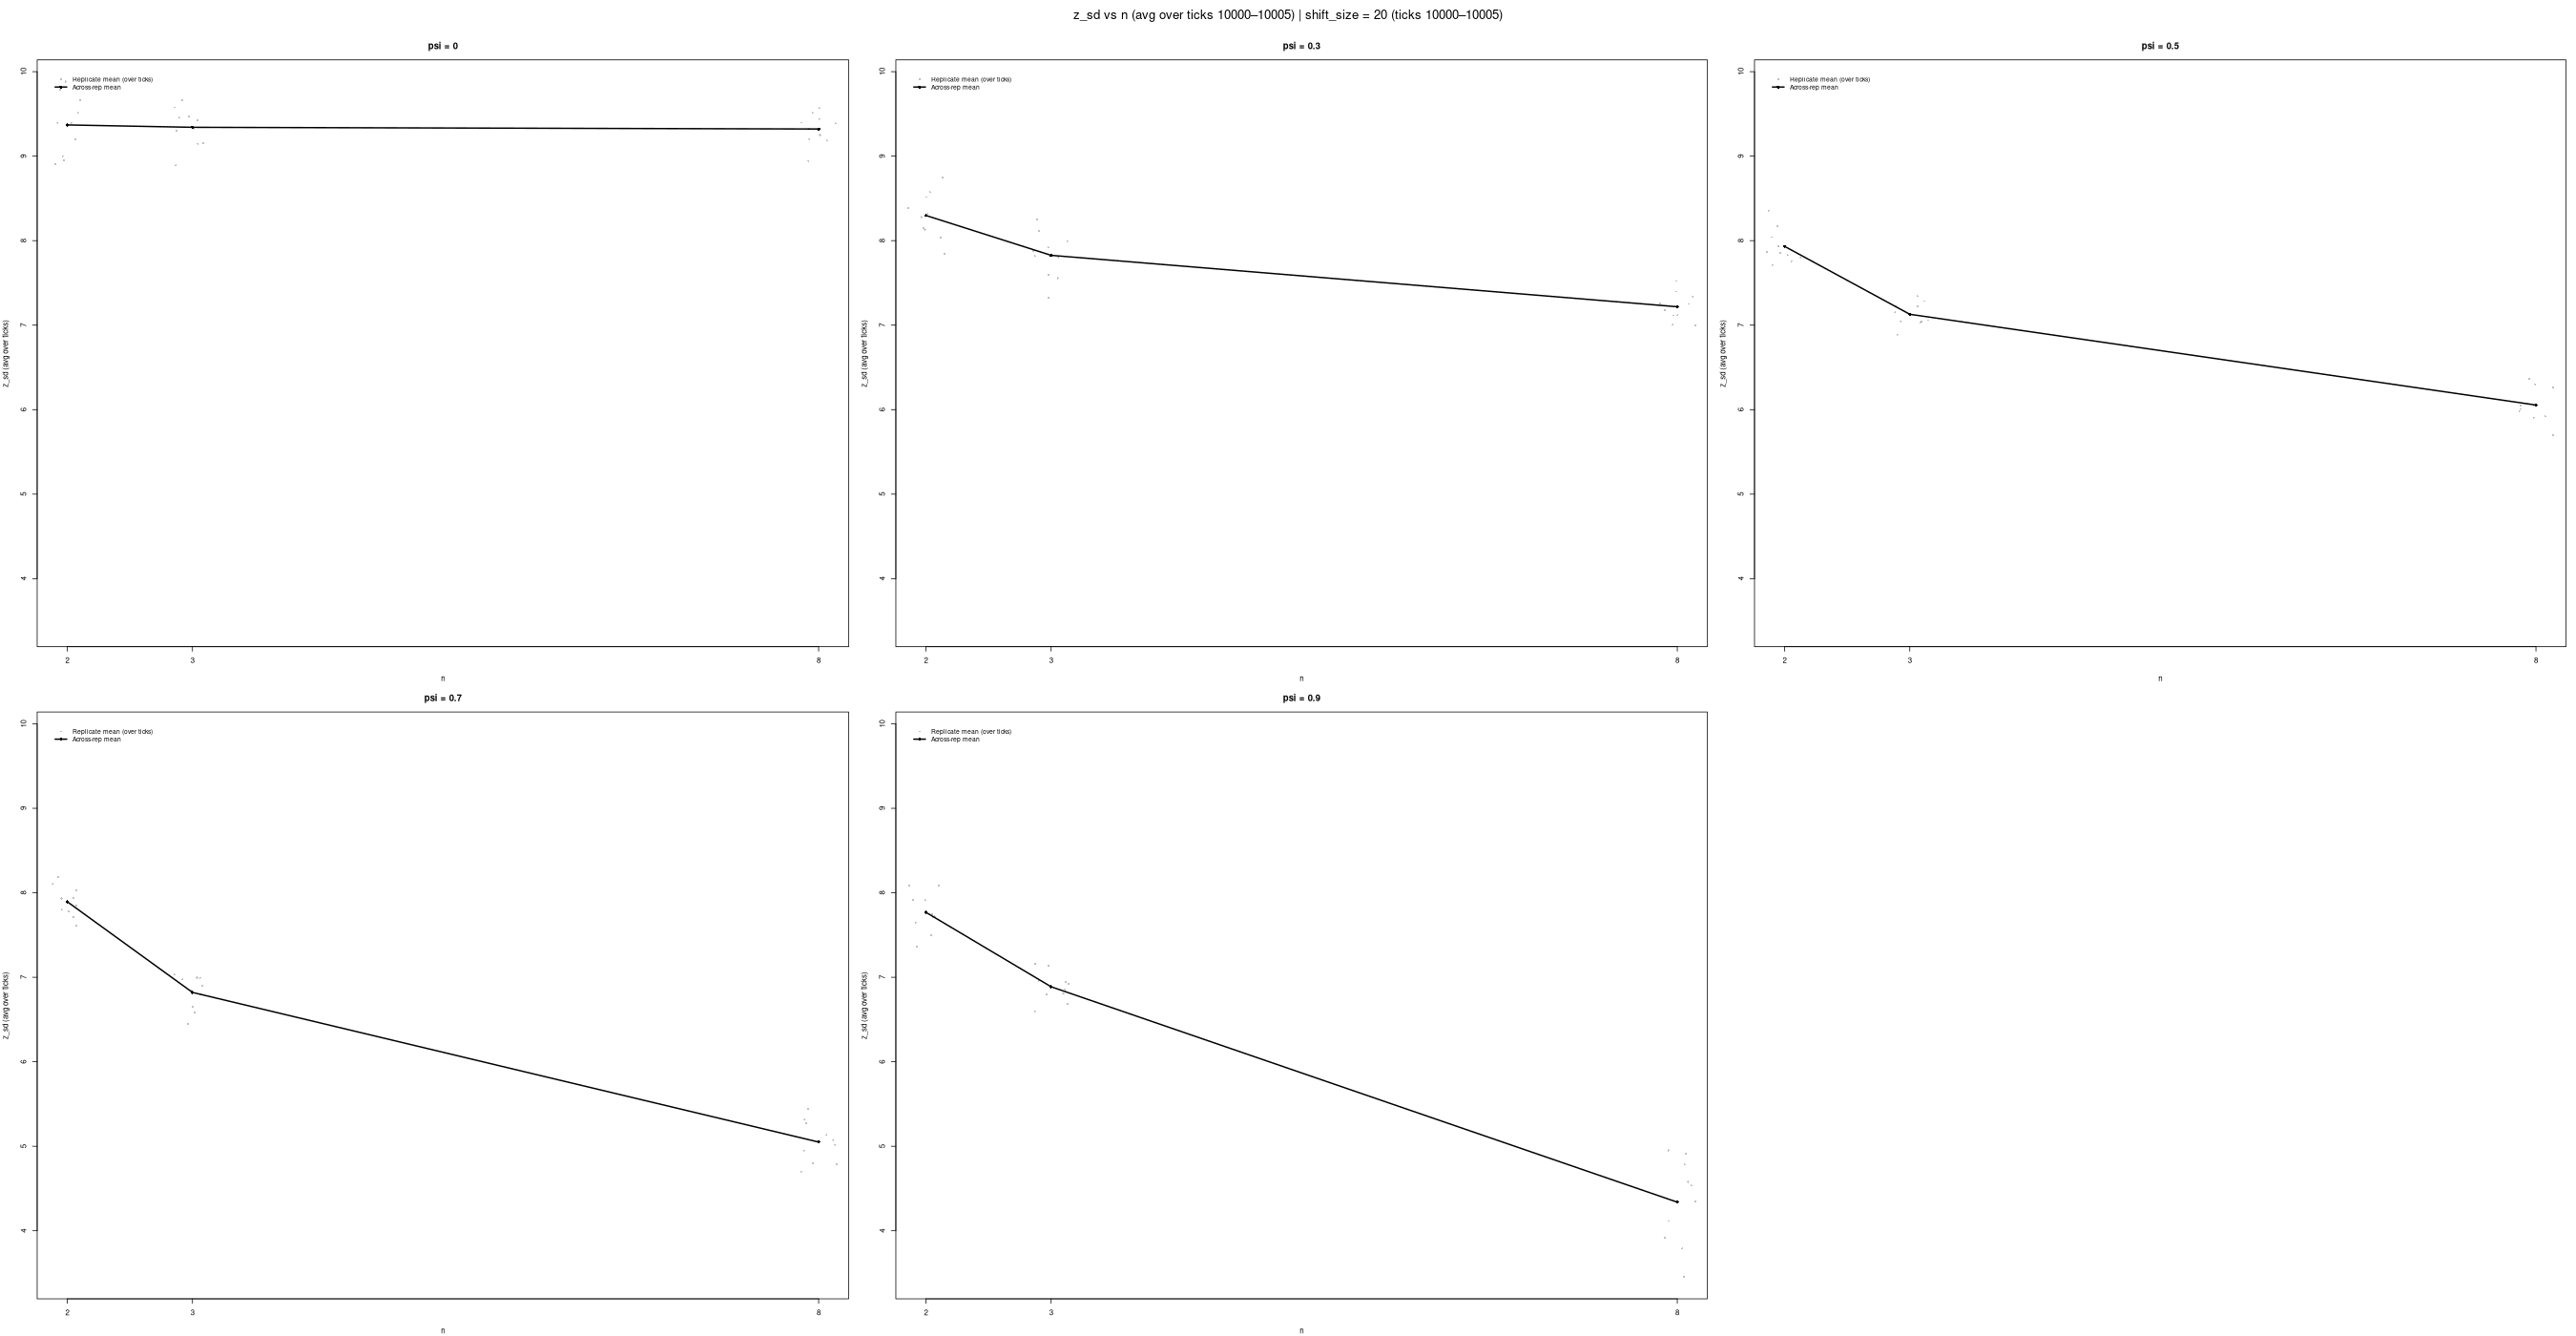 z_sd vs n (avg over ticks 10000–10005) | shift_size = 20 (ticks 10000–10005)
psi = 0
Replicate mean (over ticks)
Across-rep mean
10
9
8
7
6
5
4
z_sd (avg over ticks)
2 3 8
n
psi = 0.3
Replicate mean (over ticks)
Across-rep mean
10
9
8
7
6
5
4
z_sd (avg over ticks)
2 3 8
n
psi = 0.5
Replicate mean (over ticks)
Across-rep mean
10
9
8
7
6
5
4
z_sd (avg over ticks)
2 3 8
n
psi = 0.7
Replicate mean (over ticks)
Across-rep mean
10
9
8
7
6
5
4
z_sd (avg over ticks)
2 3 8
n
psi = 0.9
Replicate mean (over ticks)
Across-rep mean
10
9
8
7
6
5
4
z_sd (avg over ticks)
2 3 8
n